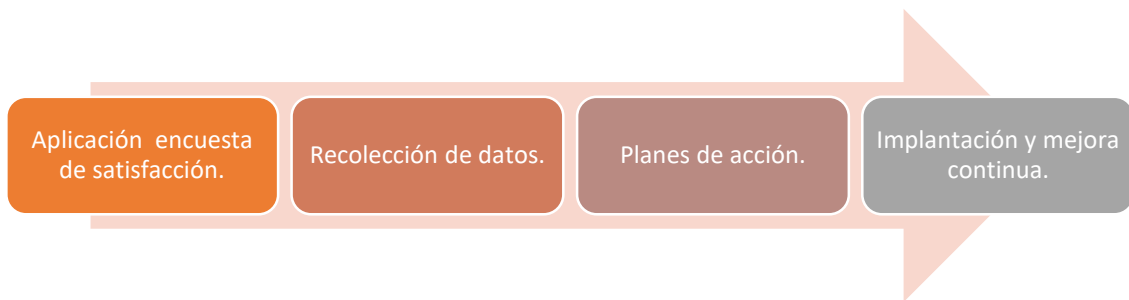 Aplicación encuesta
de satisfacción.
Recolección de datos.
Planes de acción.
Implantación y mejora
continua.